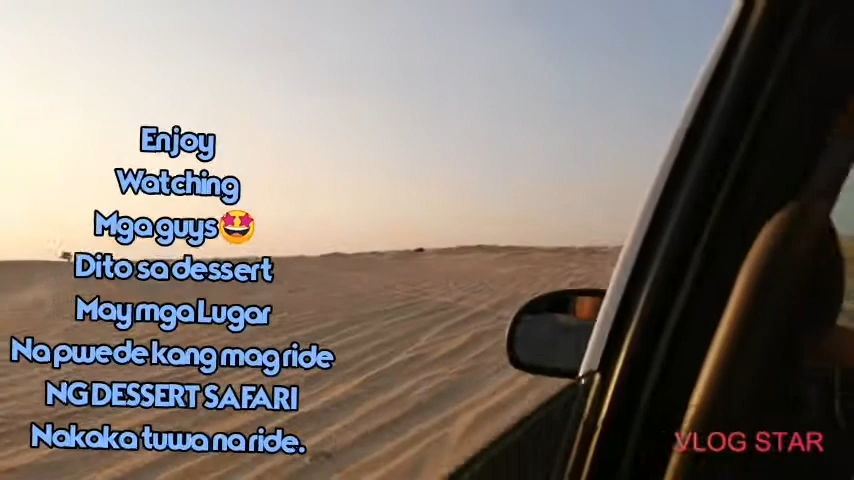 Enjoy
Watching
Mga guys🤩
Dito sa dessert
May mga Lugar
Na pwede kang mag ride
NG DESSERT SAFARI
Nakaka tuwa na ride.
VLOG STAR